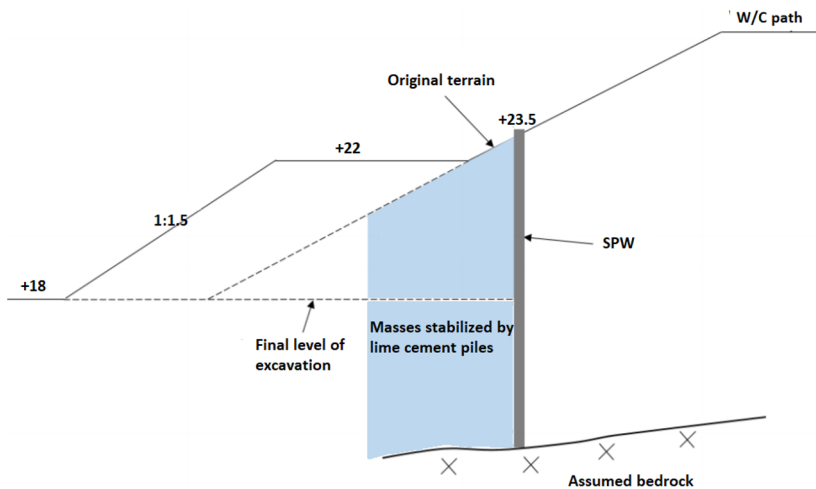 W/C path
Original terrain
+23.5
+22
1:1.5
SPW
+18
Final level of
excavation
Masses stabilized by
lime cement piles
Assumed bedrock